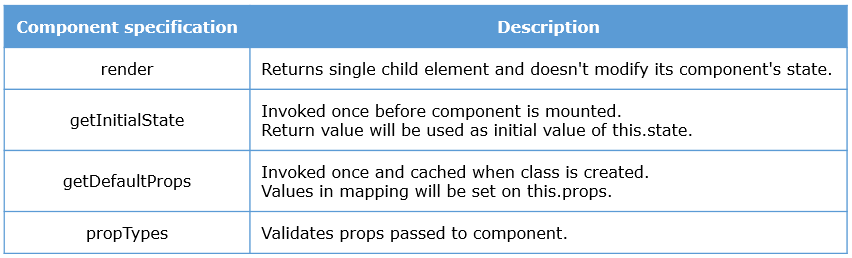 Component specification Description
render Returns single child element and doesn't modify its component's state.
getInitialState Invoked once before component is mounted.
Return value will be used as initial value of this.state.
getDefaultProps Invoked once and cached when class is created.
Values in mapping will be set on this.props.
propTypes Validates props passed to component.